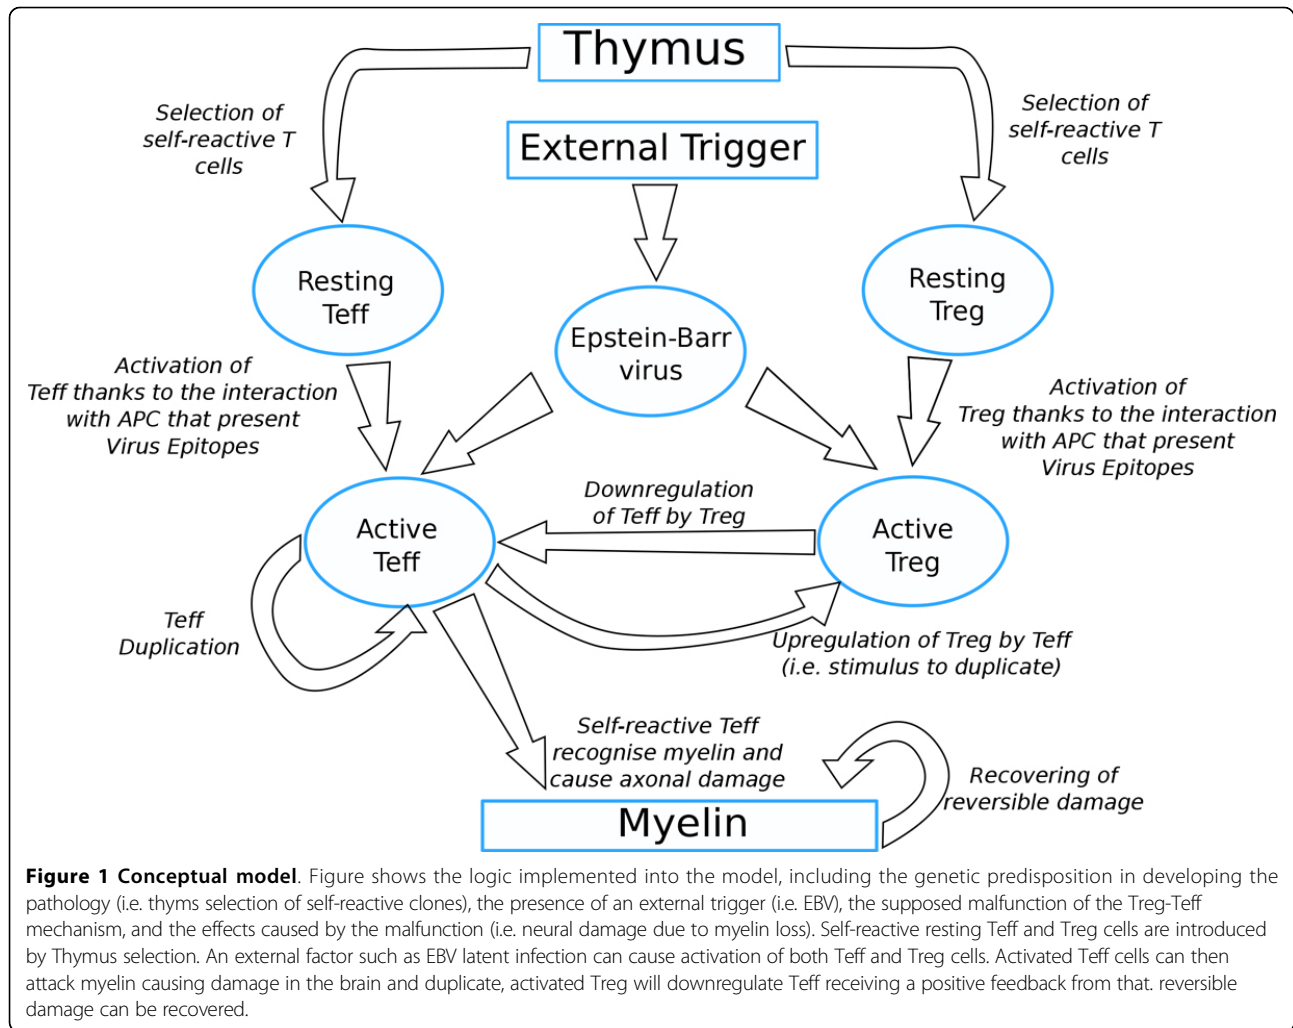 Thymus
Selection of
self-reactive T
cells
Selection of
self-reactive T
cells
External Trigger
Resting
Teff
Epstein-Barr
virus
Resting
Treg
Activation of
Teff thanks to the interaction
with APC that present
Virus Epitopes
Activation of
Treg thanks to the interaction
with APC that present
Virus Epitopes
Downregulation
of Teff by Treg
Active
Teff
Active
Treg
Teff
Duplication
Upregulation of Treg by Teff
(i.e. stimulus to duplicate)
Self-reactive Teff
recognise myelin and
cause axonal damage
Recovering of
reversible damage
Myelin
Figure 1 Conceptual model. Figure shows the logic implemented into the model, including the genetic predisposition in developing the
pathology (i.e. thyms selection of self-reactive clones), the presence of an external trigger (i.e. EBV), the supposed malfunction of the Treg-Teff
mechanism, and the effects caused by the malfunction (i.e. neural damage due to myelin loss). Self-reactive resting Teff and Treg cells are introduced
by Thymus selection. An external factor such as EBV latent infection can cause activation of both Teff and Treg cells. Activated Teff cells can then
attack myelin causing damage in the brain and duplicate, activated Treg will downregulate Teff receiving a positive feedback from that. reversible
damage can be recovered.